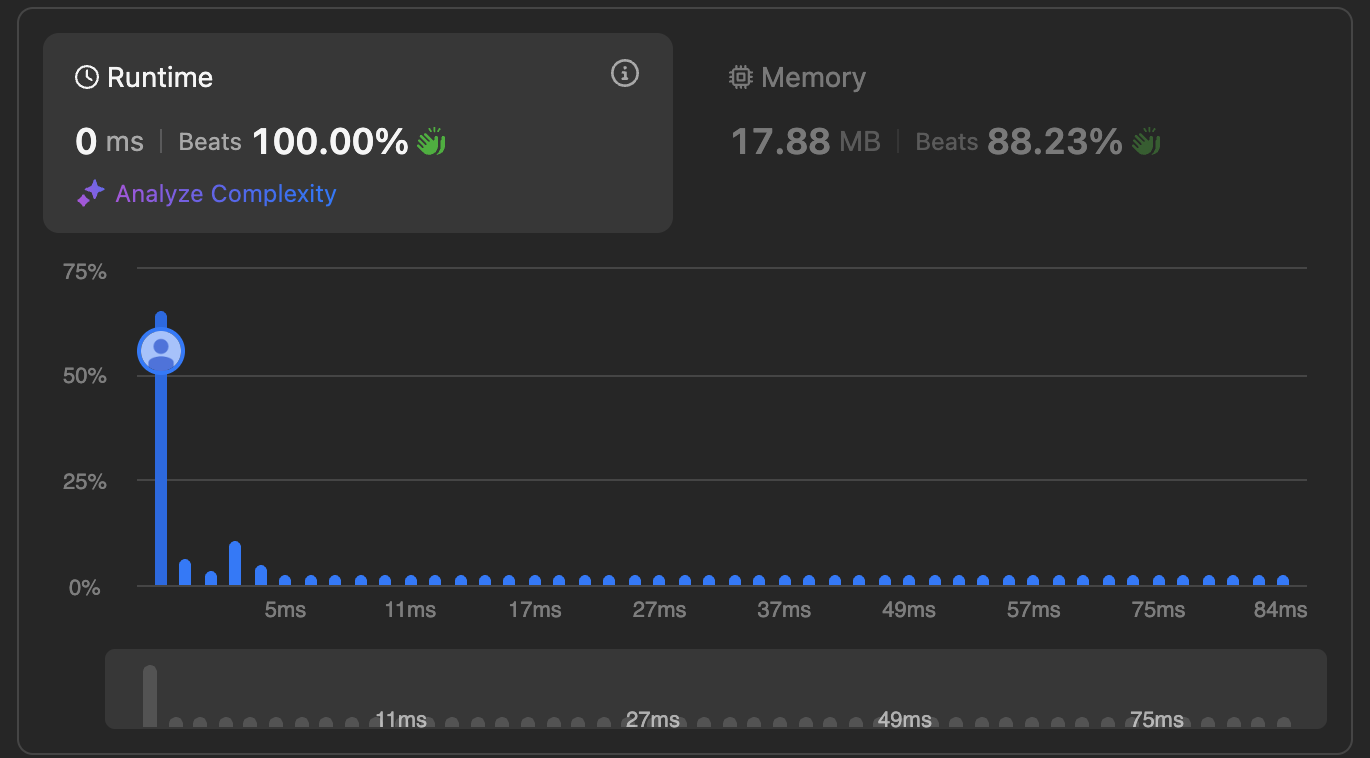 Runtime
0 ms | Beats 100.00%
Analyze Complexity
Memory
17.88 MB | Beats 88.23%
75%
50%
25%
0%
5ms 11ms 17ms 27ms 37ms 49ms 57ms 75ms 84ms
11ms 27ms 49ms 75ms